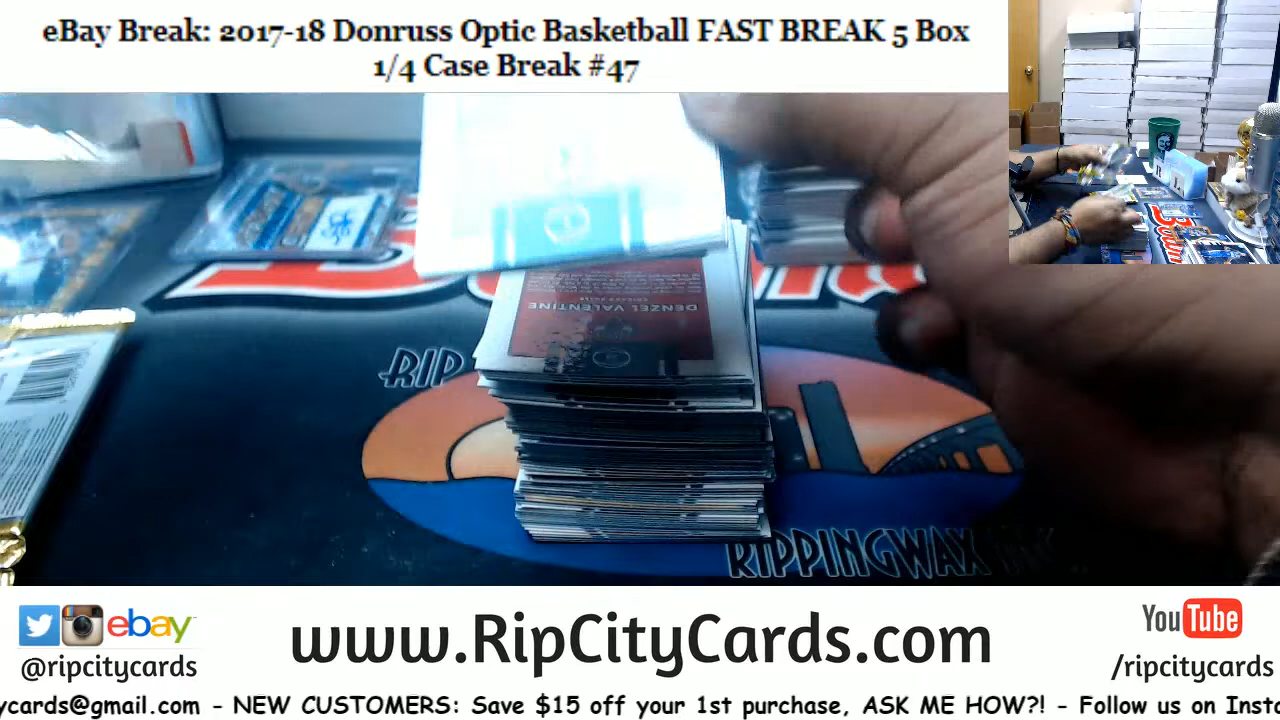 eBay Break: 2017-18 Donruss Optic Basketball FAST BREAK 5 Box
1/4 Case Break #47
DENZEL VALENTINE
RIP
RIPPINGWAX
ebay
@ripcitycards
www.RipCityCards.com
YouTube
/ripcitycards
ycards@gmail.com - NEW CUSTOMERS: Save $15 off your 1st purchase, ASK ME HOW?! - Follow us on Insta